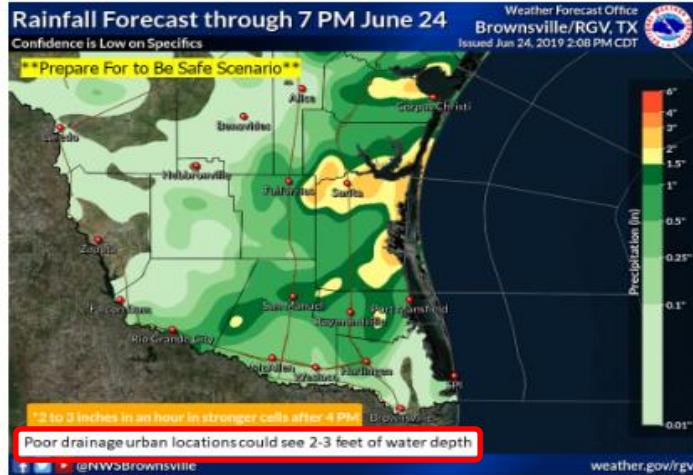 Rainfall Forecast through 7 PM June 24
Weather Forecast Office
Brownsville/RGV, TX
Issued Jun 24, 2019 2:08 PM CDT
Confidence is Low on Specifics
**Prepare For to Be Safe Scenario**
Alice
Corpus Christi
Benavides
Laredo
Hebbronville
Falfurrias
Sarita
Zapata
San Manuel
Port Mansfield
Raymondville
Rio Grande City
McAllen
Weslaco
Harlingen
SPI
Brownsville
6"
4"
3"
2"
1.5"
1"
0.5"
0.25"
0.1"
0.01"
Precipitation (in)
*2 to 3 inches in an hour in stronger cells after 4 PM
Poor drainage urban locations could see 2-3 feet of water depth
@NWSBrownsville
weather.gov/rgv